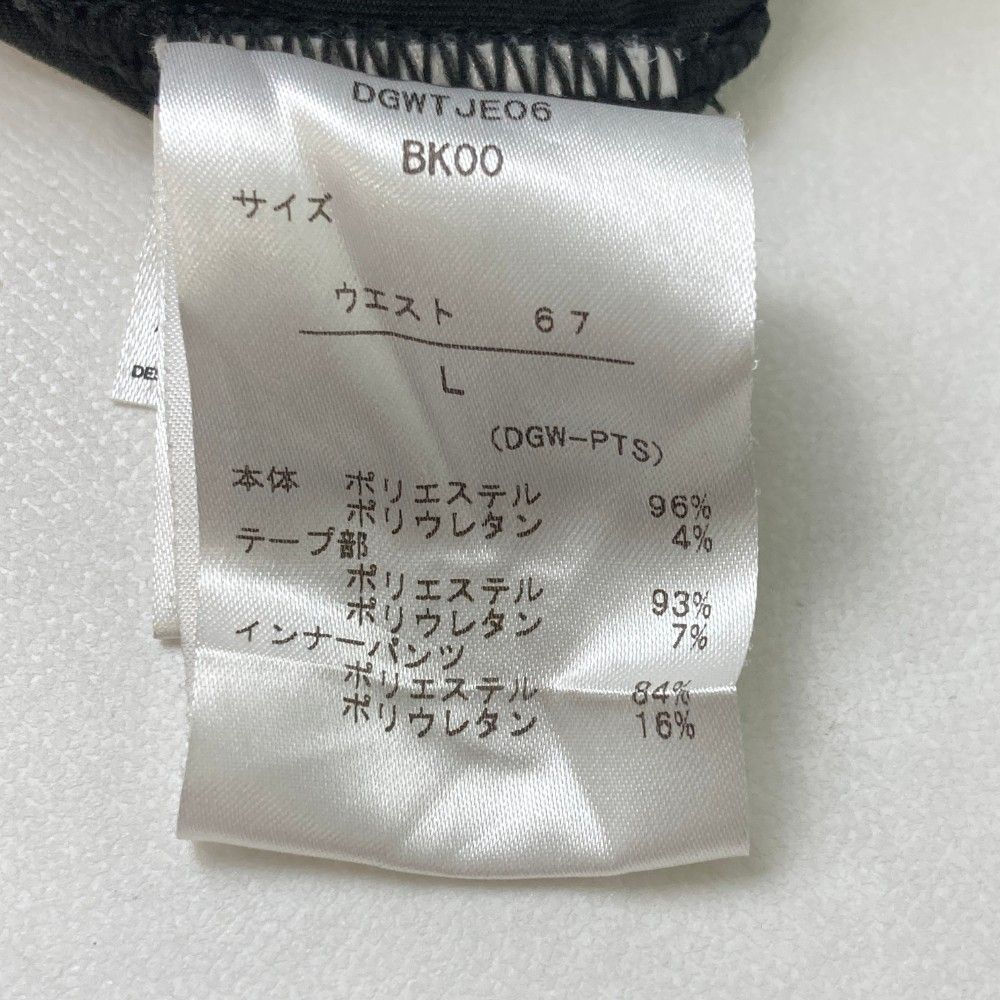 DGWTJE06
BK00
サイズ
ウエスト 67
L
(DGW-PTS)
本体 ポリエステル 96%
ポリウレタン 4%
テープ部
ポリエステル 93%
ポリウレタン 7%
インナーパンツ
ポリエステル 84%
ポリウレタン 16%